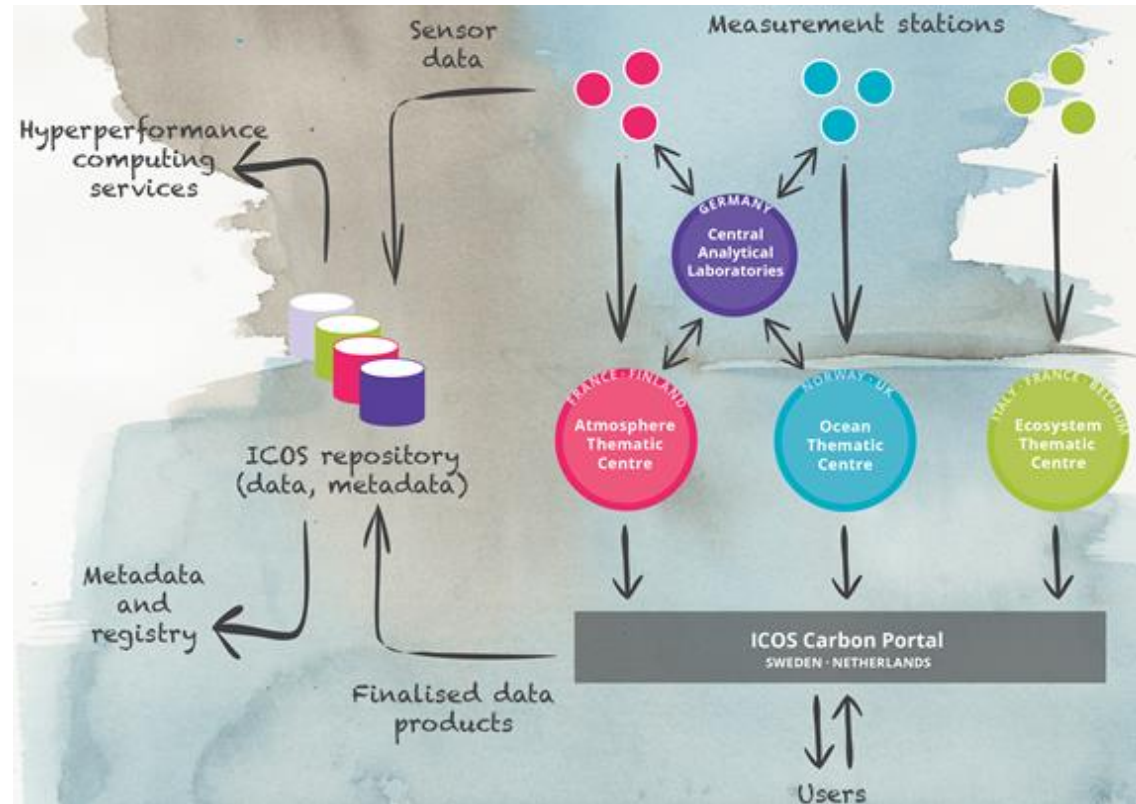 Sensor
data
Measurement stations
Hyperperformance
computing
services
GERMANY
Central
Analytical
Laboratories
FRANCE · FINLAND
Atmosphere
Thematic
Centre
NORWAY · UK
Ocean
Thematic
Centre
ITALY · FRANCE · BELGIUM
Ecosystem
Thematic
Centre
ICOS repository
(data, metadata)
Metadata
and
registry
ICOS Carbon Portal
SWEDEN · NETHERLANDS
Finalised data
products
Users